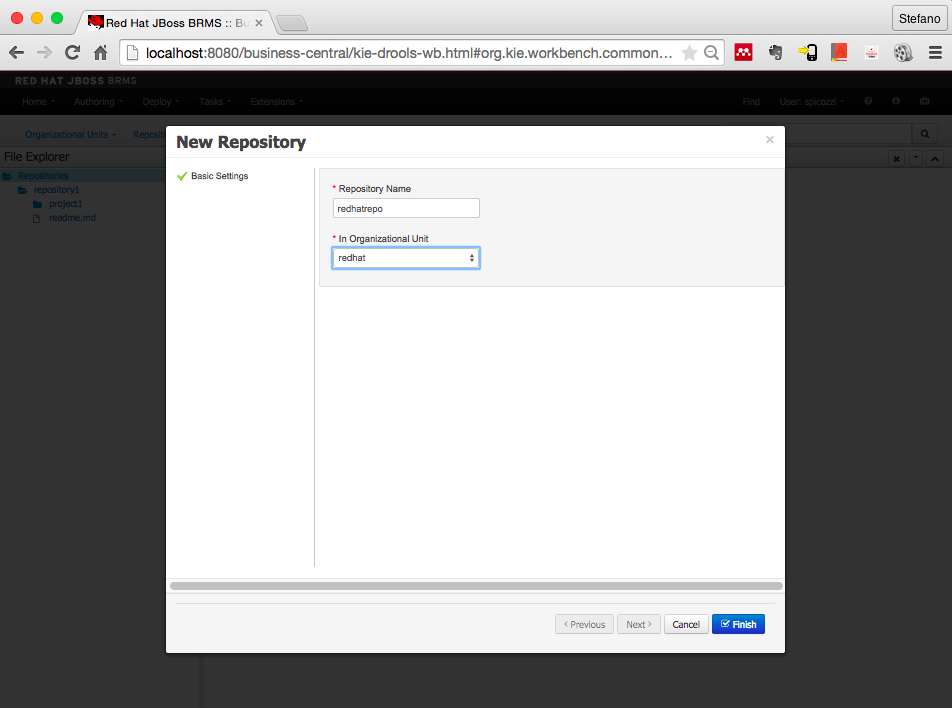 Red Hat JBoss BRMS :: Bu
Stefano
localhost:8080/business-central/kie-drools-wb.html#org.kie.workbench.common...
RED HAT JBOSS BRMS
Home Authoring Deploy Tasks Extensions Find User: spicozzi
Organizational Units Reposit
File Explorer
Repositories
repository1
project1
readme.md
New Repository
Basic Settings
* Repository Name
redhatrepo
* In Organizational Unit
redhat
Previous Next Cancel Finish